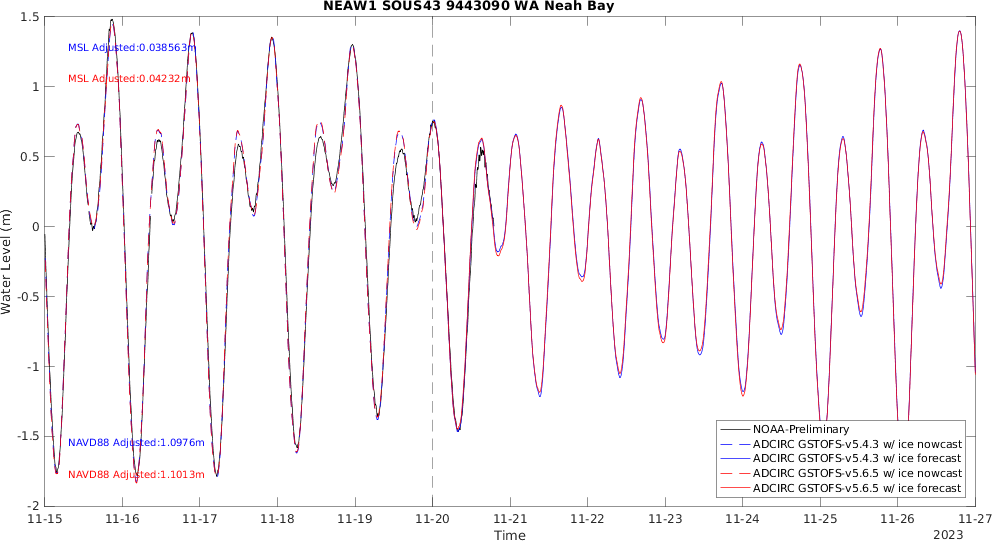 NEAW1 SOUS43 9443090 WA Neah Bay
1.5
1
0.5
0
-0.5
-1
-1.5
-2
Water Level (m)
MSL Adjusted:0.038563m
MSL Adjusted:0.04232m
NAVD88 Adjusted:1.0976m
NAVD88 Adjusted:1.1013m
NOAA-Preliminary
ADCIRC GSTOFS-v5.4.3 w/ ice nowcast
ADCIRC GSTOFS-v5.4.3 w/ ice forecast
ADCIRC GSTOFS-v5.6.5 w/ ice nowcast
ADCIRC GSTOFS-v5.6.5 w/ ice forecast
11-15 11-16 11-17 11-18 11-19 11-20 11-21 11-22 11-23 11-24 11-25 11-26 11-27
Time
2023